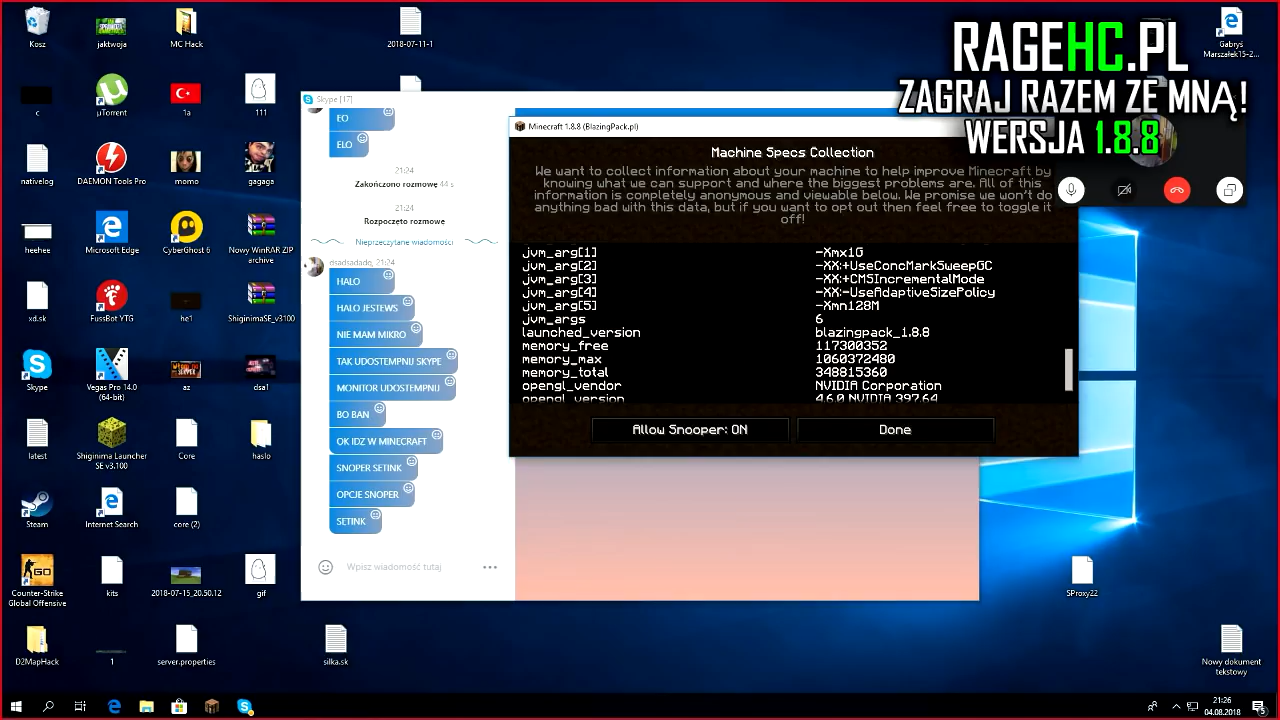 Kosz
jaktwoja
MC Hack
2018-07-11-1
RAGEHC.PL
ZAGRAJ RAZEM ZE MNĄ!
WERSJA 1.8.8
Gabryś
Marszałek15-2...
c
µTorrent
1a
111
nativelog
DAEMON Tools Pro
momo
gagaga
heehee
Microsoft Edge
CyberGhost 6
Nowy WinRAR ZIP
archive
xd.sk
FussBot YTG
he1
ShiginimaSE_v3100
Skype
Vegas Pro 14.0
(64-bit)
az
dsa1
latest
Shiginima Launcher
SE v3.100
Core
haslo
Steam
Internet Search
core (2)
Counter-Strike
Global Offensive
kits
2018-07-15_20.50.12
gif
D2MapHack
1
server.properties
silka.sk
SProxy22
Nowy dokument
tekstowy
Skype [17]
EO
ELO
21:24
Zakończono rozmowę 44 s
21:24
Rozpoczęto rozmowę
Nieprzeczytane wiadomości
dsadsadade, 21:24
HALO
HALO JESTEWS
NIE MAM MIKRO
TAK UDOSTEMPNIJ SKYPE
MONITOR UDOSTEMPNIJ
BO BAN
OK IDZ W MINECRAFT
SNOPER SETINK
OPCJE SNOPER
SETINK
Wpisz wiadomość tutaj
Minecraft 1.8.8 (BlazingPack.pl)
Machine Specs Collection
We want to collect information about your machine to help improve Minecraft by
knowing what we can support and where the biggest problems are. All of this
information is completely anonymous and viewable below. We promise we won't do
anything bad with this data, but if you want to opt out then feel free to toggle it
off!
jvm_arg[1] -Xmx1G
jvm_arg[2] -XX:+UseConcMarkSweepGC
jvm_arg[3] -XX:+CMSIncrementalMode
jvm_arg[4] -XX:-UseAdaptiveSizePolicy
jvm_arg[5] -Xmn128M
jvm_args 6
launched_version blazingpack_1.8.8
memory_free 117300352
memory_max 1060372480
memory_total 348815360
opengl_vendor NVIDIA Corporation
opengl_version 4.6.0 NVIDIA 397.64
Allow Snooper: ON
Done
21:26
04.08.2018
5